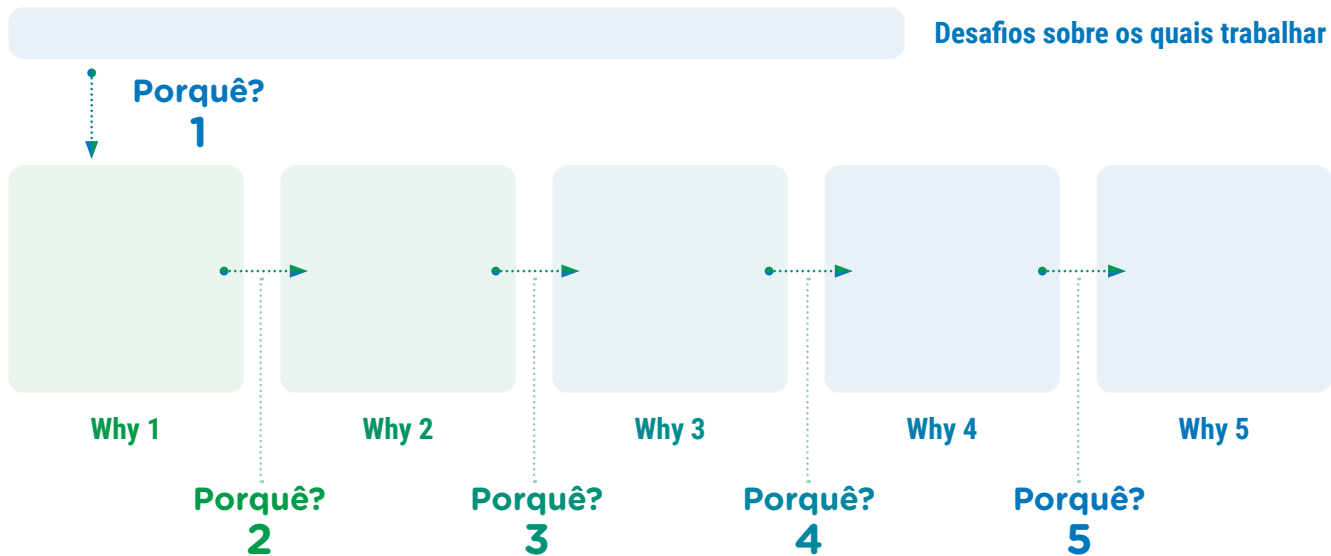 Desafios sobre os quais trabalhar
Porquê?
1
Why 1
Why 2
Why 3
Why 4
Why 5
Porquê?
2
Porquê?
3
Porquê?
4
Porquê?
5